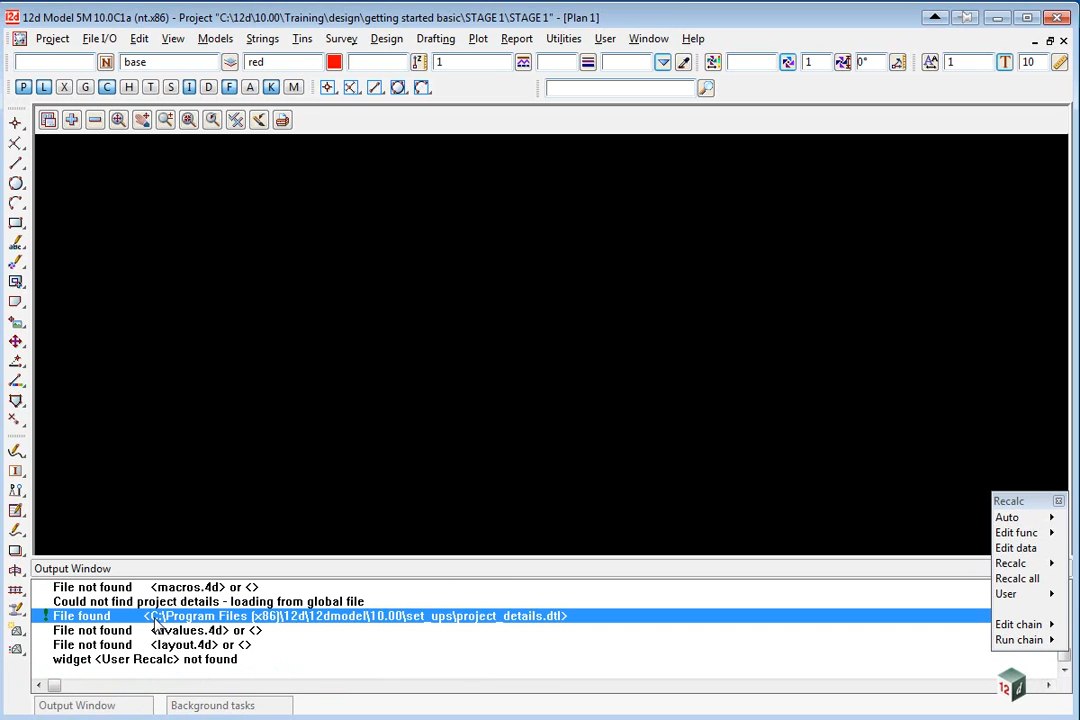 12d Model 5M 10.0C1a (nt.x86) - Project "C:\12d\10.00\Training\design\getting started basic\STAGE 1\STAGE 1" - [Plan 1]
Project File I/O Edit View Models Strings Tins Survey Design Drafting Plot Report Utilities User Window Help
N base red 1 1 0° 1 T 10
P L X G C H T S I D F A K M
Recalc
Auto
Edit func
Edit data
Recalc
Recalc all
User
Edit chain
Run chain
Output Window
File not found <macros.4d> or <>
Could not find project details - loading from global file
File found <C:\Program Files (x86)\12d\12dmodel\10.00\set_ups\project_details.dtl>
File not found <avalues.4d> or <>
File not found <layout.4d> or <>
widget <User Recalc> not found
12 d
Output Window Background tasks